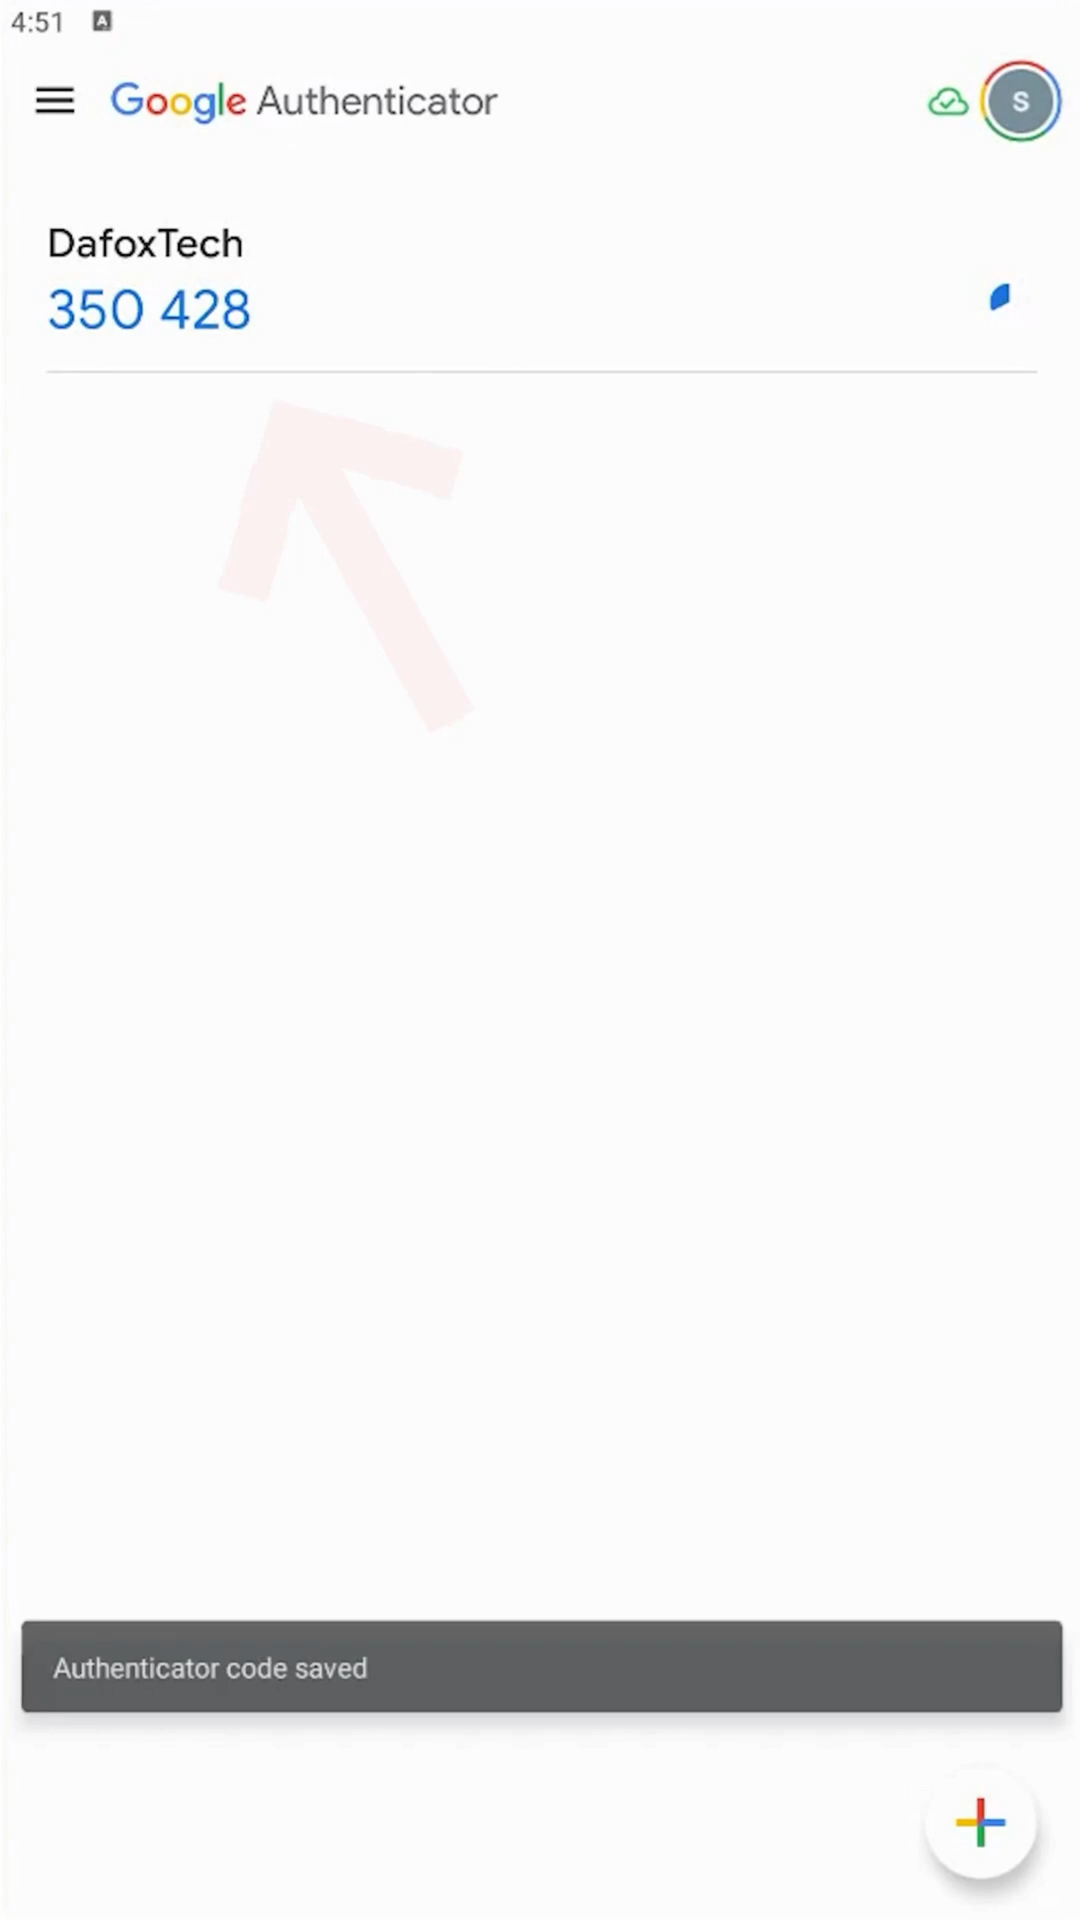 4:51 A
Google Authenticator
S
DafoxTech
350 428
Authenticator code saved